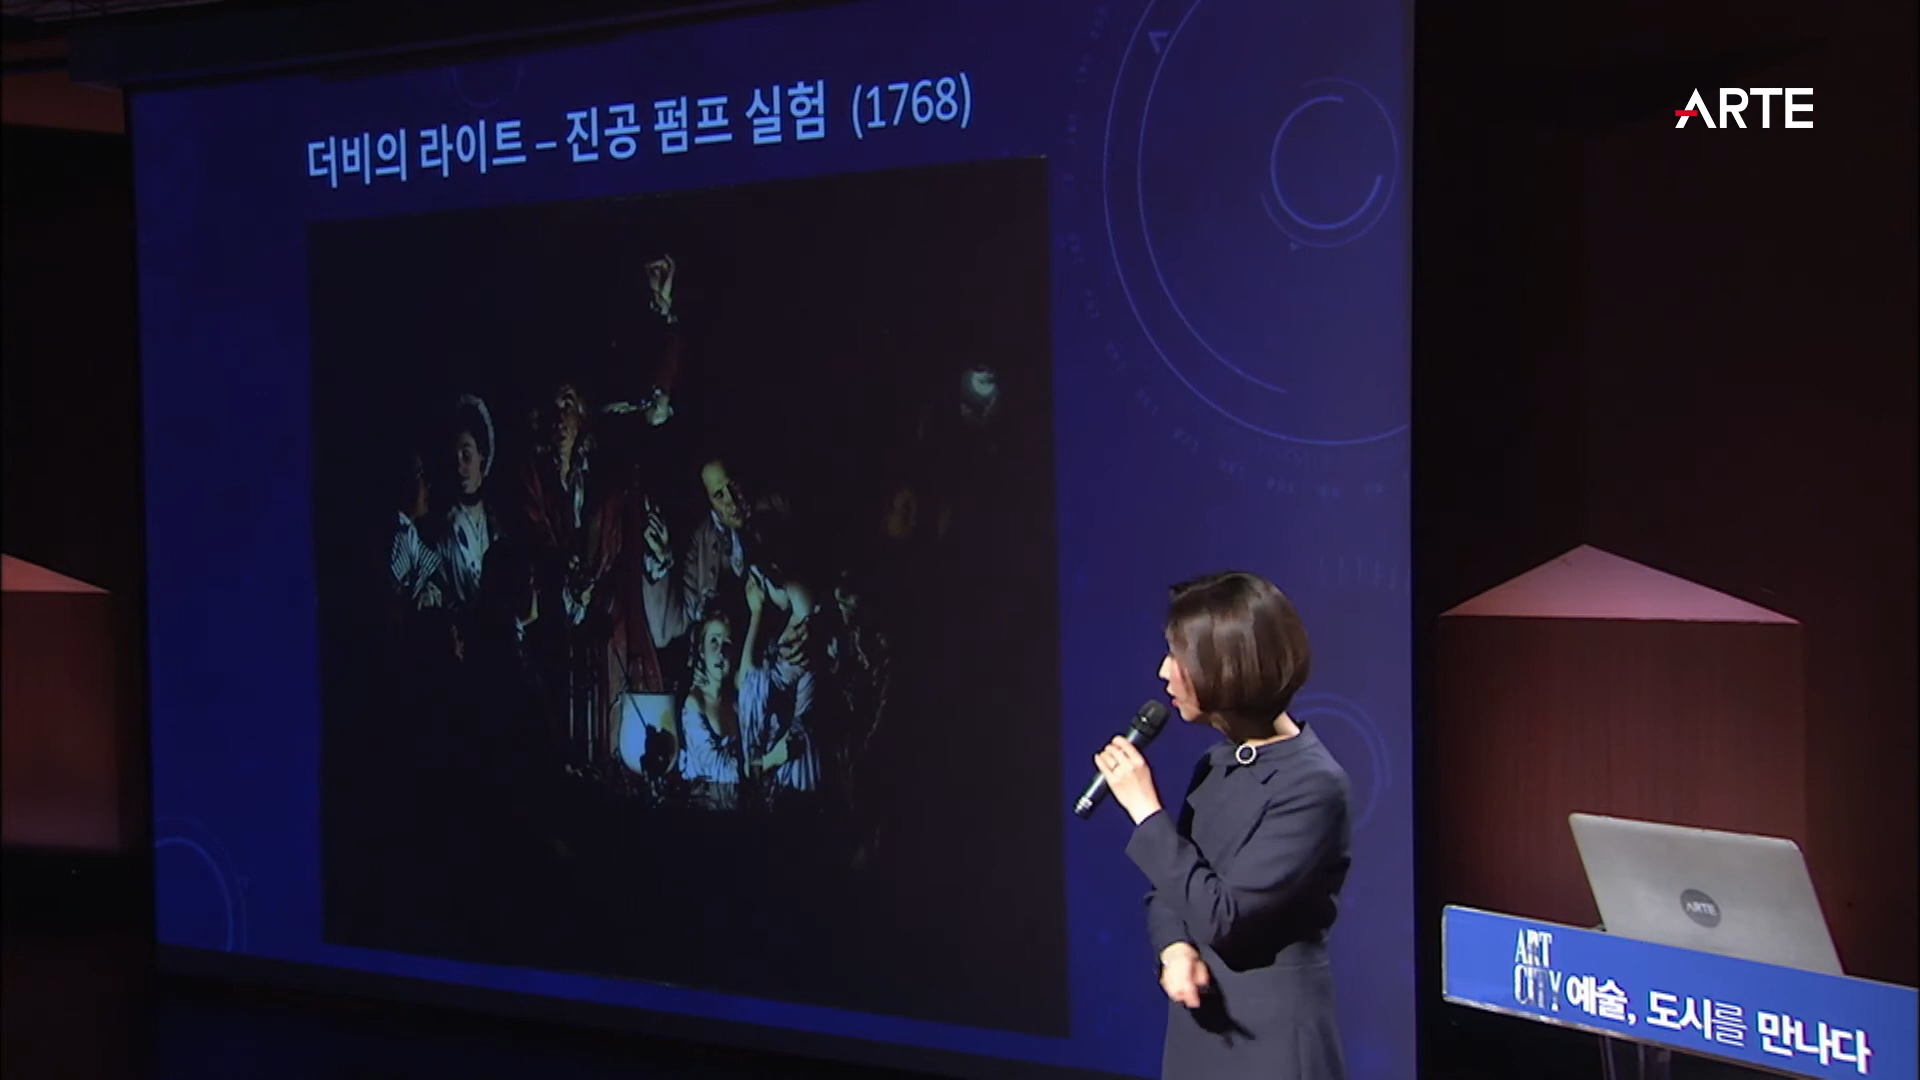 더비의 라이트 – 진공 펌프 실험 (1768)
ARTE
ARTE
ART
CITY 예술, 도시를 만나다